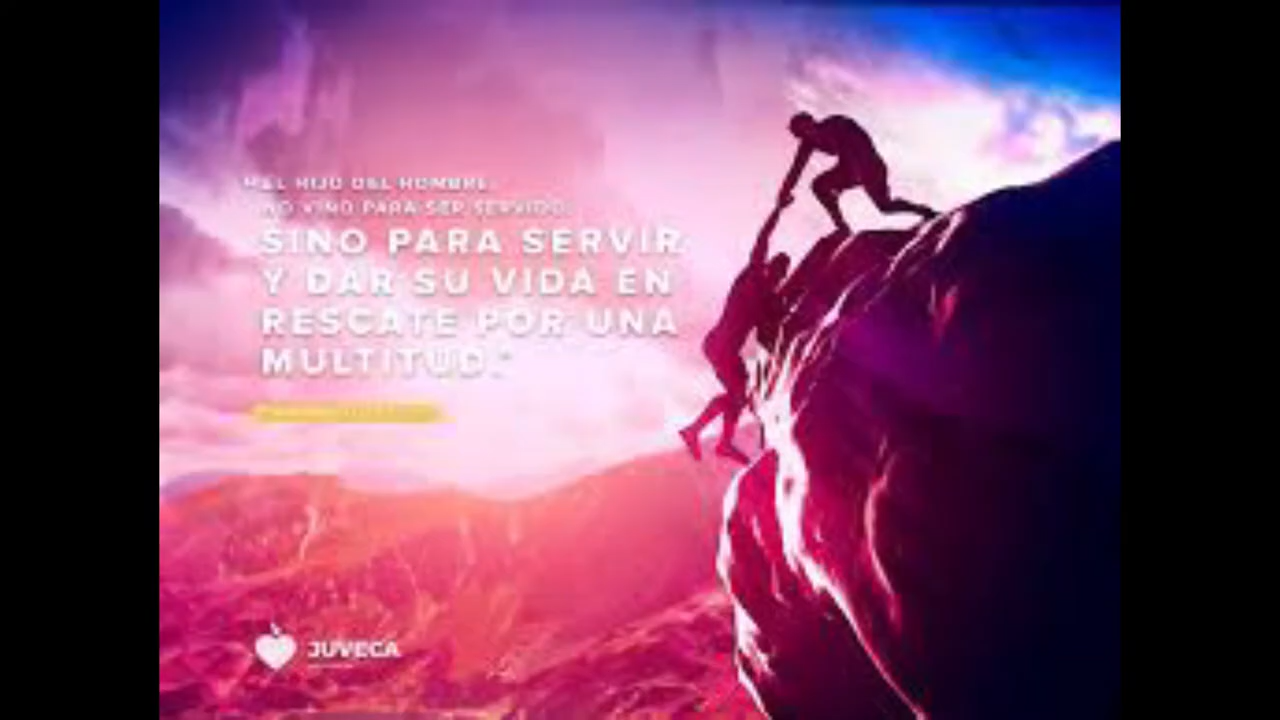 "EL HIJO DEL HOMBRE,
NO VINO PARA SER SERVIDO,
SINO PARA SERVIR
Y DAR SU VIDA EN
RESCATE POR UNA
MULTITUD."
JUVECA